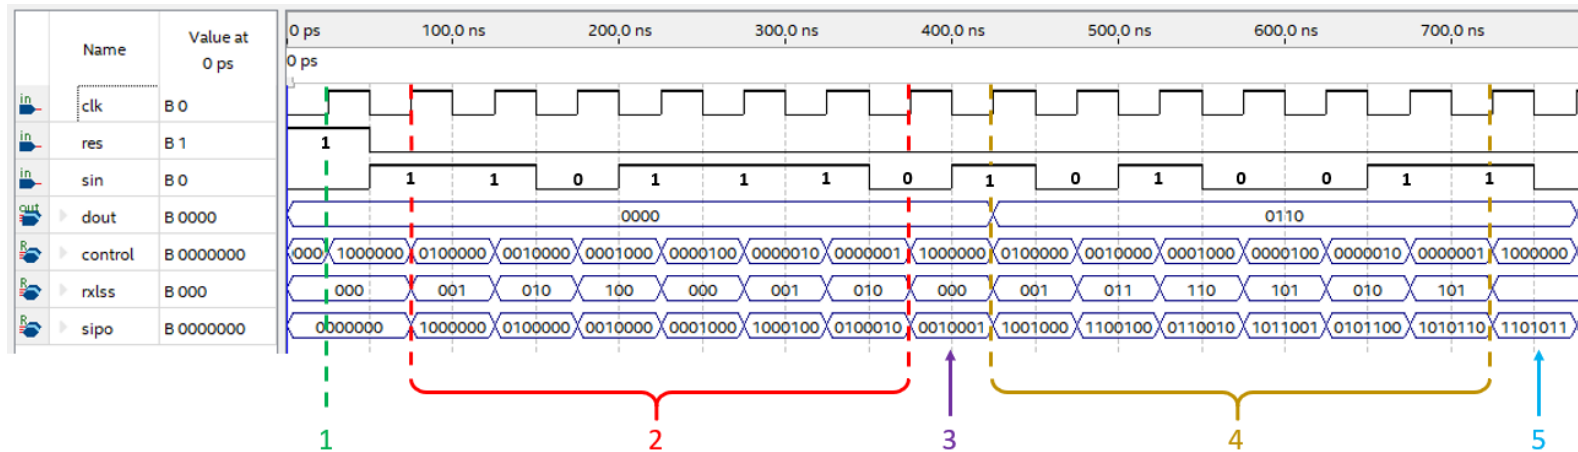 Name Value at 0 ps
0 ps 100.0 ns 200.0 ns 300.0 ns 400.0 ns 500.0 ns 600.0 ns 700.0 ns
0 ps
in clk B 0
in res B 1 1
in sin B 0 1 1 0 1 1 1 0 1 0 1 0 0 1 1
out dout B 0000 0000 0110
R control B 0000000 000 1000000 0100000 0010000 0001000 0000100 0000010 0000001 1000000 0100000 0010000 0001000 0000100 0000010 0000001 1000000
R rxlss B 000 000 001 010 100 000 001 010 000 001 011 110 101 010 101
R sipo B 0000000 0000000 1000000 0100000 0010000 0001000 1000100 0100010 0010001 1001000 1100100 0110010 1011001 0101100 1010110 1101011
1 2 3 4 5